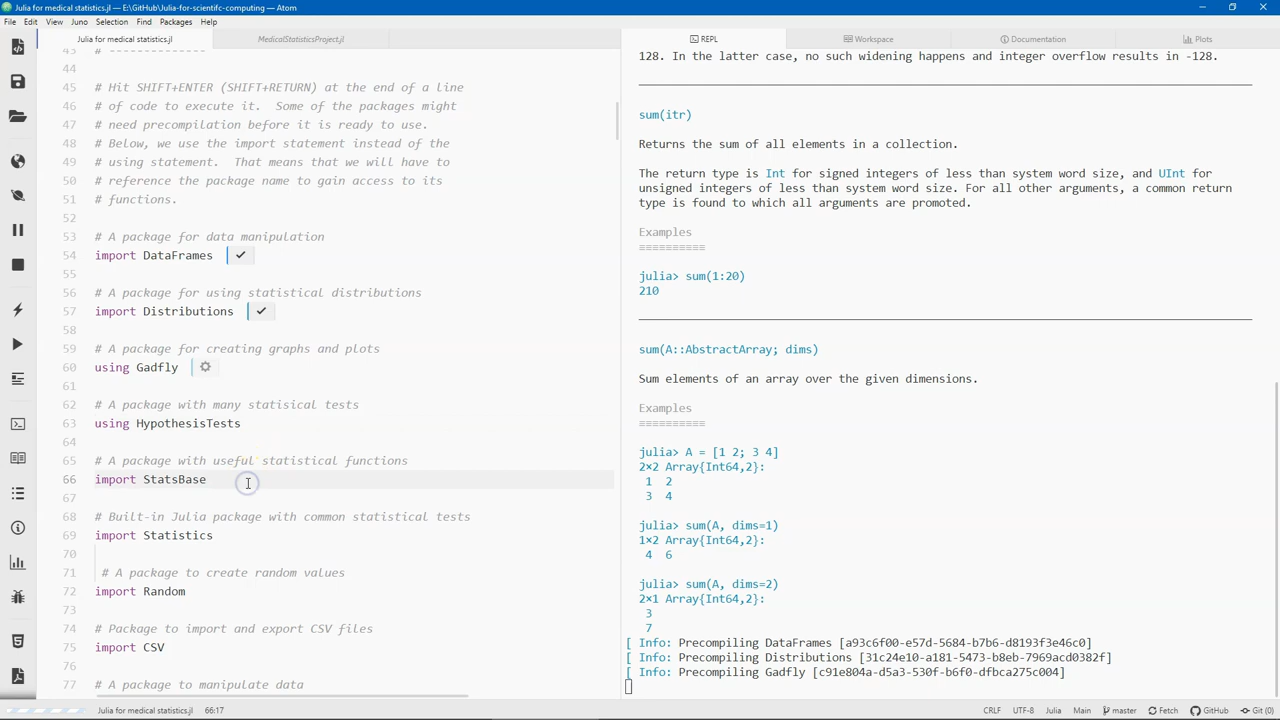 Julia for medical statistics.jl — E:\GitHub\Julia-for-scientifc-computing — Atom
File Edit View Juno Selection Find Packages Help
Julia for medical statistics.jl
MedicalStatisticsProject.jl
REPL
Workspace
Documentation
Plots
43 # --------------
44
45 # Hit SHIFT+ENTER (SHIFT+RETURN) at the end of a line
46 # of code to execute it.  Some of the packages might
47 # need precompilation before it is ready to use.
48 # Below, we use the import statement instead of the
49 # using statement.  That means that we will have to
50 # reference the package name to gain access to its
51 # functions.
52
53 # A package for data manipulation
54 import DataFrames
55
56 # A package for using statistical distributions
57 import Distributions
58
59 # A package for creating graphs and plots
60 using Gadfly
61
62 # A package with many statisical tests
63 using HypothesisTests
64
65 # A package with useful statistical functions
66 import StatsBase
67
68 # Built-in Julia package with common statistical tests
69 import Statistics
70
71 # A package to create random values
72 import Random
73
74 # Package to import and export CSV files
75 import CSV
76
77 # A package to manipulate data
128. In the latter case, no such widening happens and integer overflow results in -128.
sum(itr)
Returns the sum of all elements in a collection.
The return type is Int for signed integers of less than system word size, and UInt for
unsigned integers of less than system word size. For all other arguments, a common return
type is found to which all arguments are promoted.
Examples
==========
julia> sum(1:20)
210
sum(A::AbstractArray; dims)
Sum elements of an array over the given dimensions.
Examples
==========
julia> A = [1 2; 3 4]
2×2 Array{Int64,2}:
1 2
3 4
julia> sum(A, dims=1)
1×2 Array{Int64,2}:
4 6
julia> sum(A, dims=2)
2×1 Array{Int64,2}:
3
7
[ Info: Precompiling DataFrames [a93c6f00-e57d-5684-b7b6-d8193f3e46c0]
[ Info: Precompiling Distributions [31c24e10-a181-5473-b8eb-7969acd0382f]
[ Info: Precompiling Gadfly [c91e804a-d5a3-530f-b6f0-dfbca275c004]
Julia for medical statistics.jl 66:17
CRLF UTF-8 Julia Main master Fetch GitHub Git (0)